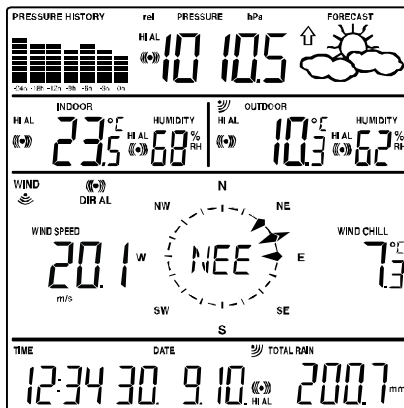 PRESSURE HISTORY rel PRESSURE hPa FORECAST
HI AL 1010.5
-24h -18h -12h -9h -6h -3h 0h
INDOOR OUTDOOR
HI AL 23.5 °C HI AL HUMIDITY 68 % RH HI AL 10.3 °C HI AL HUMIDITY 62 % RH
WIND DIR AL N
NW NE
WIND SPEED WIND CHILL
20.1 m/s W NEE E 7.3 °C
SW SE
S
TIME DATE TOTAL RAIN
12:34 30. 9.10. HI AL 200.7 mm